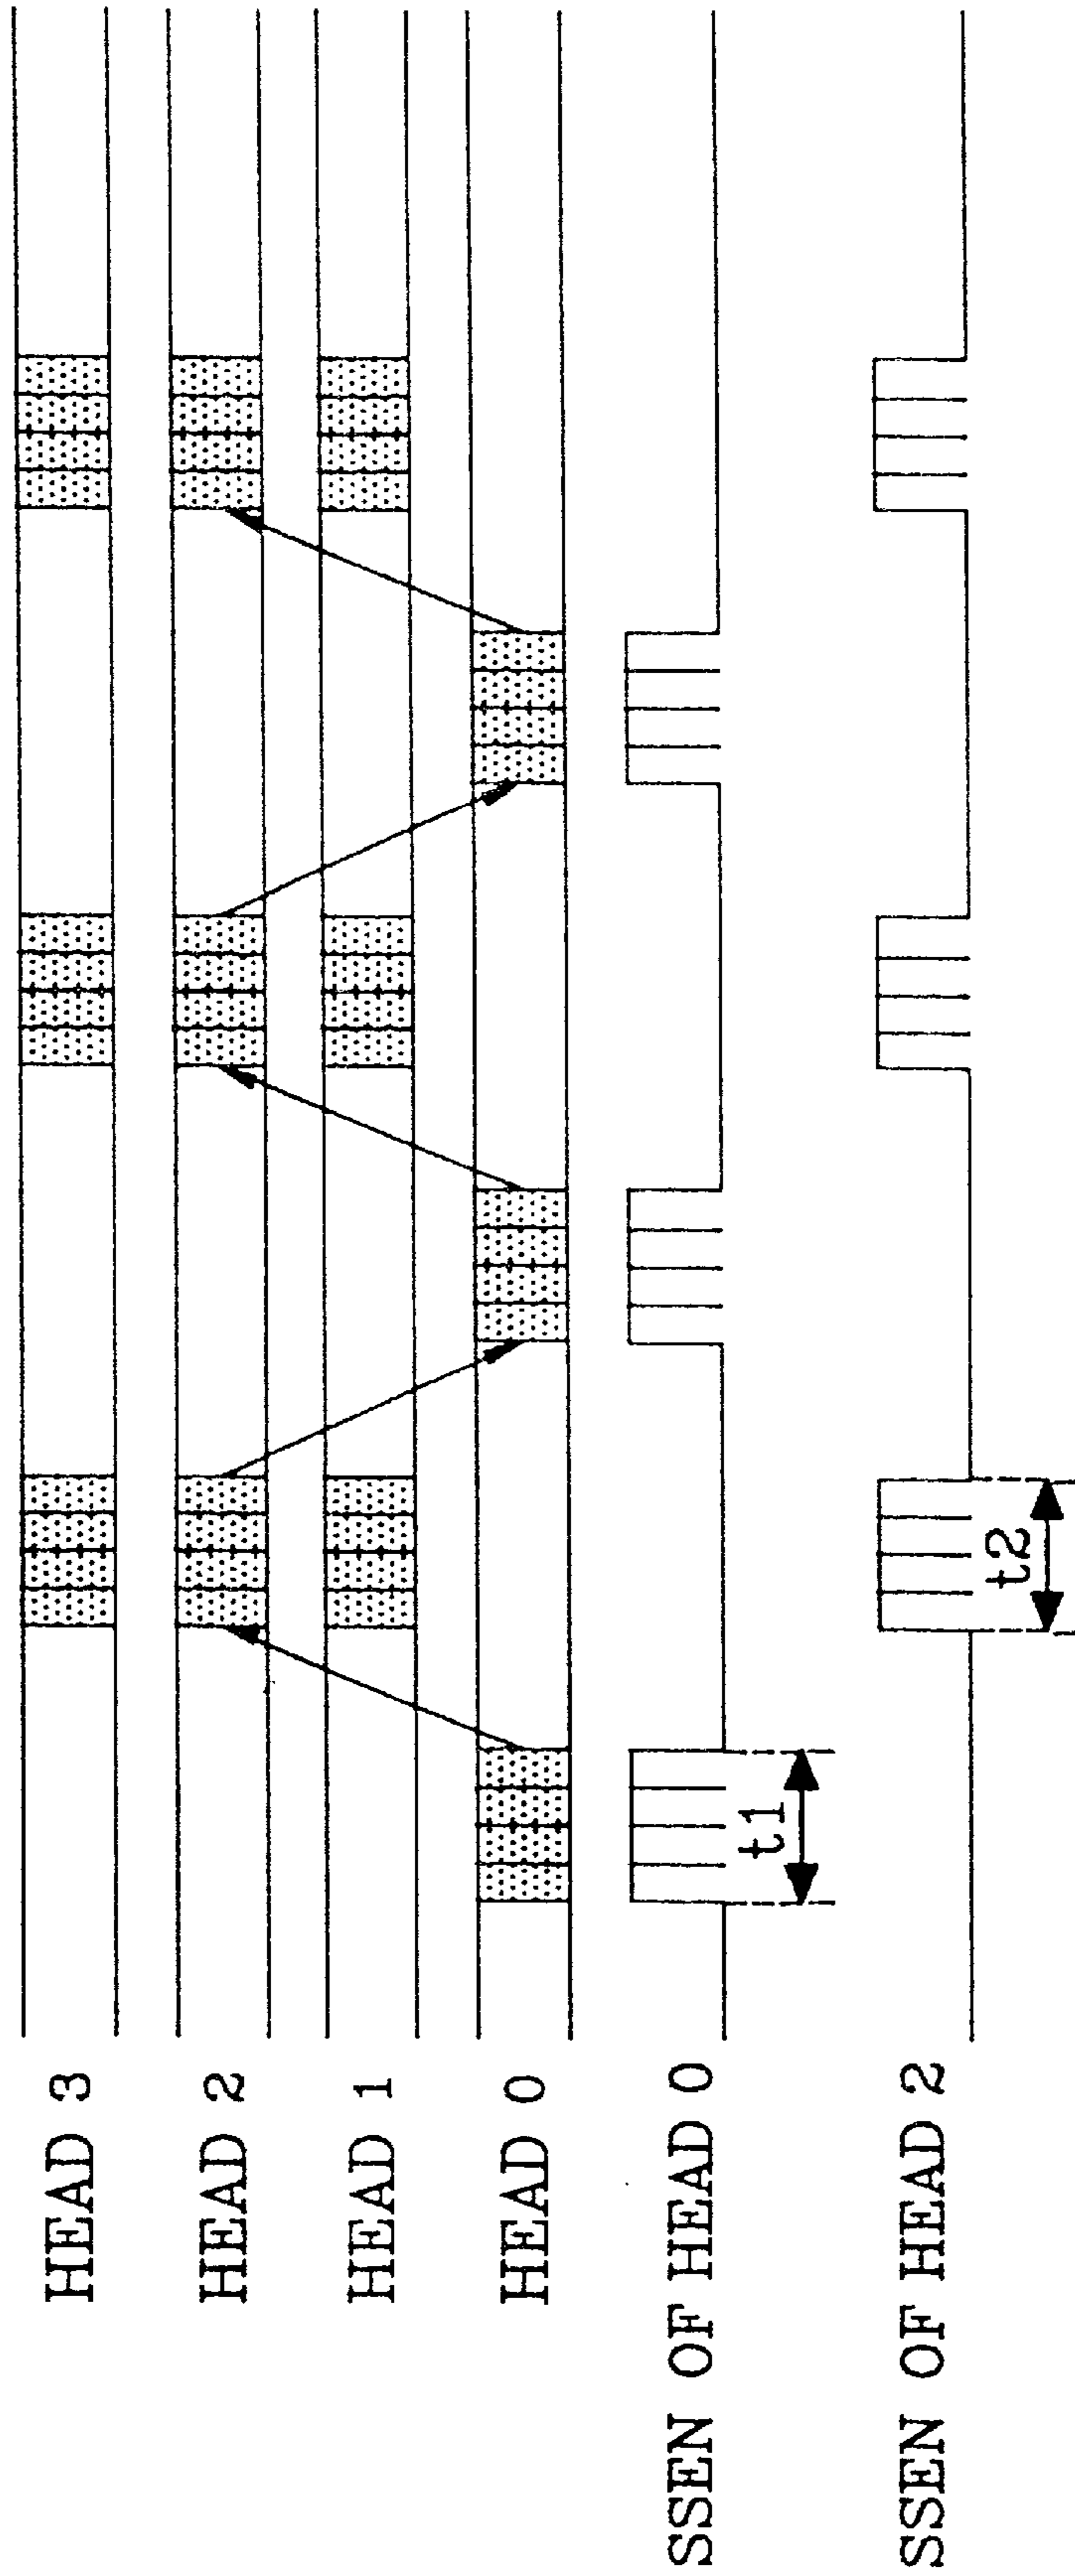 HEAD 3
HEAD 2
HEAD 1
HEAD 0
SSEN OF HEAD 0
t1
SSEN OF HEAD 2
t2